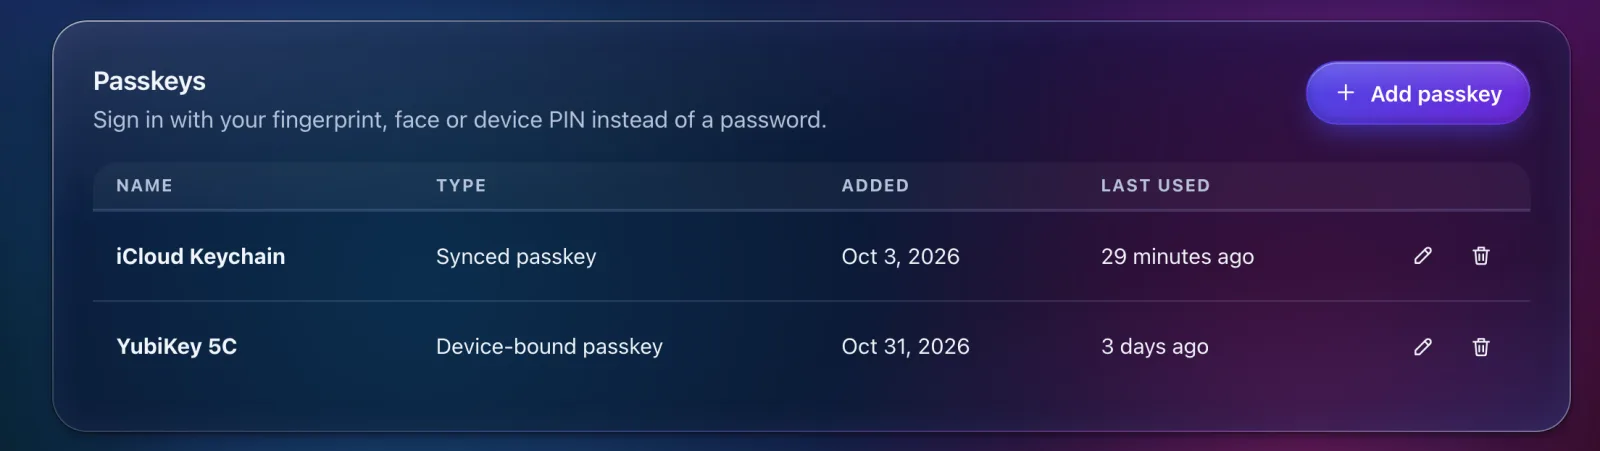 Passkeys
Sign in with your fingerprint, face or device PIN instead of a password.
+ Add passkey
NAME TYPE ADDED LAST USED
iCloud Keychain Synced passkey Oct 3, 2026 29 minutes ago
YubiKey 5C Device-bound passkey Oct 31, 2026 3 days ago